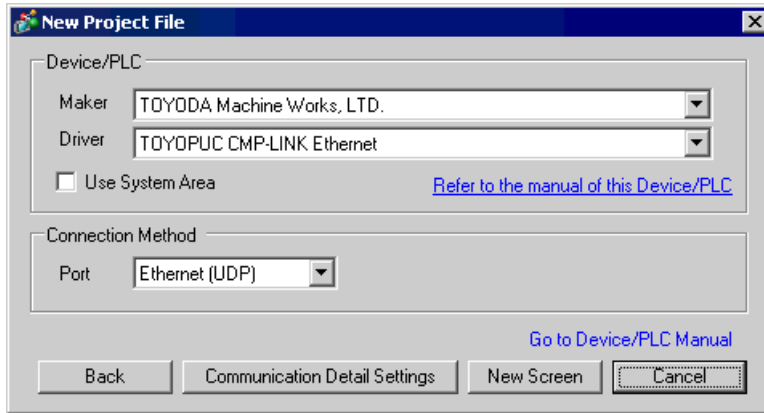 New Project File
Device/PLC
Maker TOYODA Machine Works, LTD.
Driver TOYOPUC CMP-LINK Ethernet
Use System Area Refer to the manual of this Device/PLC
Connection Method
Port Ethernet (UDP)
Go to Device/PLC Manual
Back Communication Detail Settings New Screen Cancel